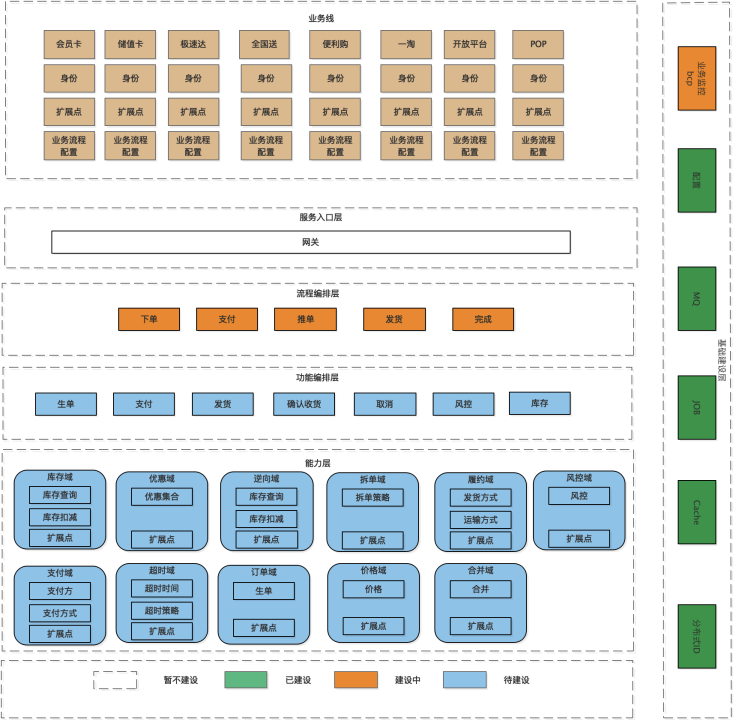 业务线
会员卡 储值卡 极速达 全国送 便利购 一淘 开放平台 POP
身份 身份 身份 身份 身份 身份 身份 身份
扩展点 扩展点 扩展点 扩展点 扩展点 扩展点 扩展点 扩展点
业务流程 业务流程 业务流程 业务流程 业务流程 业务流程 业务流程 业务流程
配置 配置 配置 配置 配置 配置 配置 配置
服务入口层
网关
流程编排层
下单 支付 推单 发货 完成
功能编排层
生单 支付 发货 确认收货 取消 风控 库存
能力层
库存域 优惠域 逆向域 拆单域 履约域 风控域
库存查询 优惠集合 库存查询 拆单策略 发货方式 风控
库存扣减 库存扣减 运输方式
扩展点 扩展点 扩展点 扩展点 扩展点 扩展点
支付域 超时域 订单域 价格域 合并域
支付方 超时时间 生单 价格 合并
支付方式 超时策略
扩展点 扩展点 扩展点 扩展点 扩展点
暂不建设 已建设 建设中 待建设
业务监控
bcp
配置
MQ
基础建设层
JOB
Cache
分布式ID